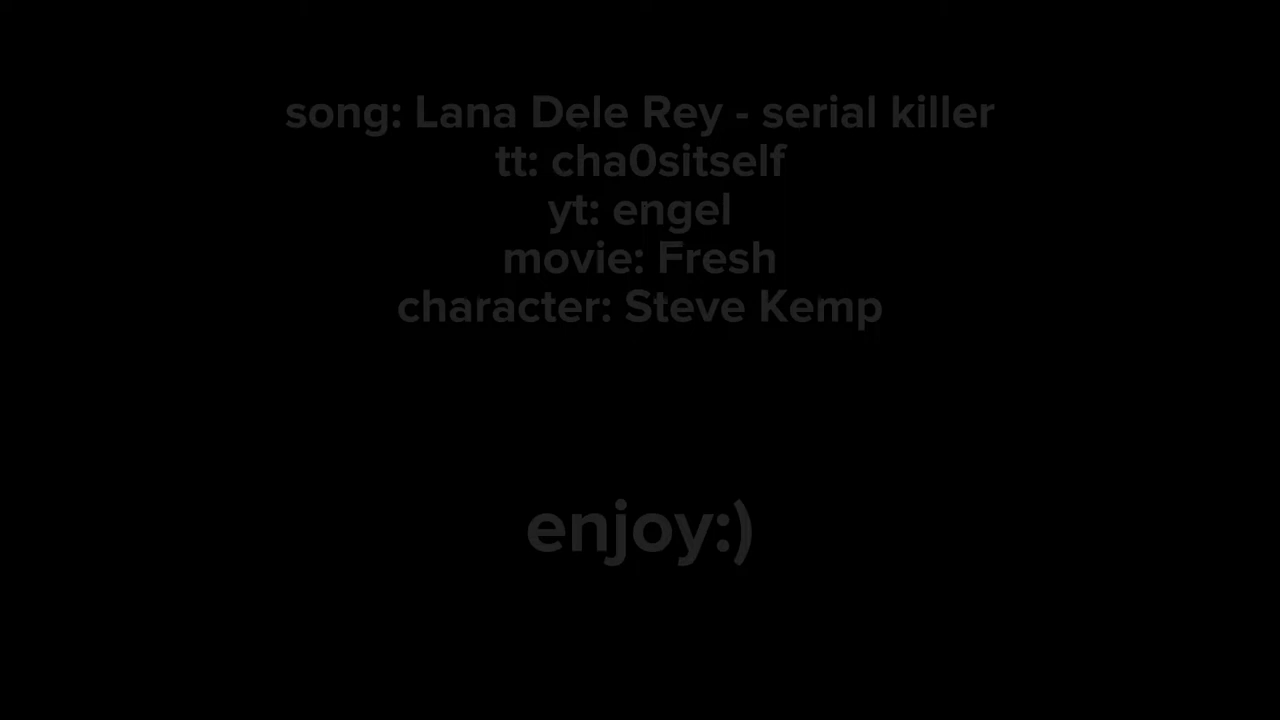 song: Lana Dele Rey - serial killer
tt: cha0sitself
yt: engel
movie: Fresh
character: Steve Kemp
enjoy:)